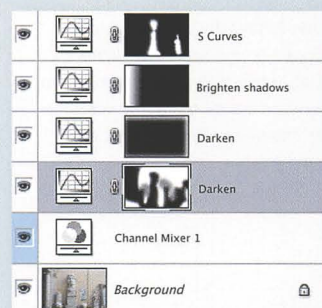 S Curves
Brighten shadows
Darken
Darken
Channel Mixer 1
Background